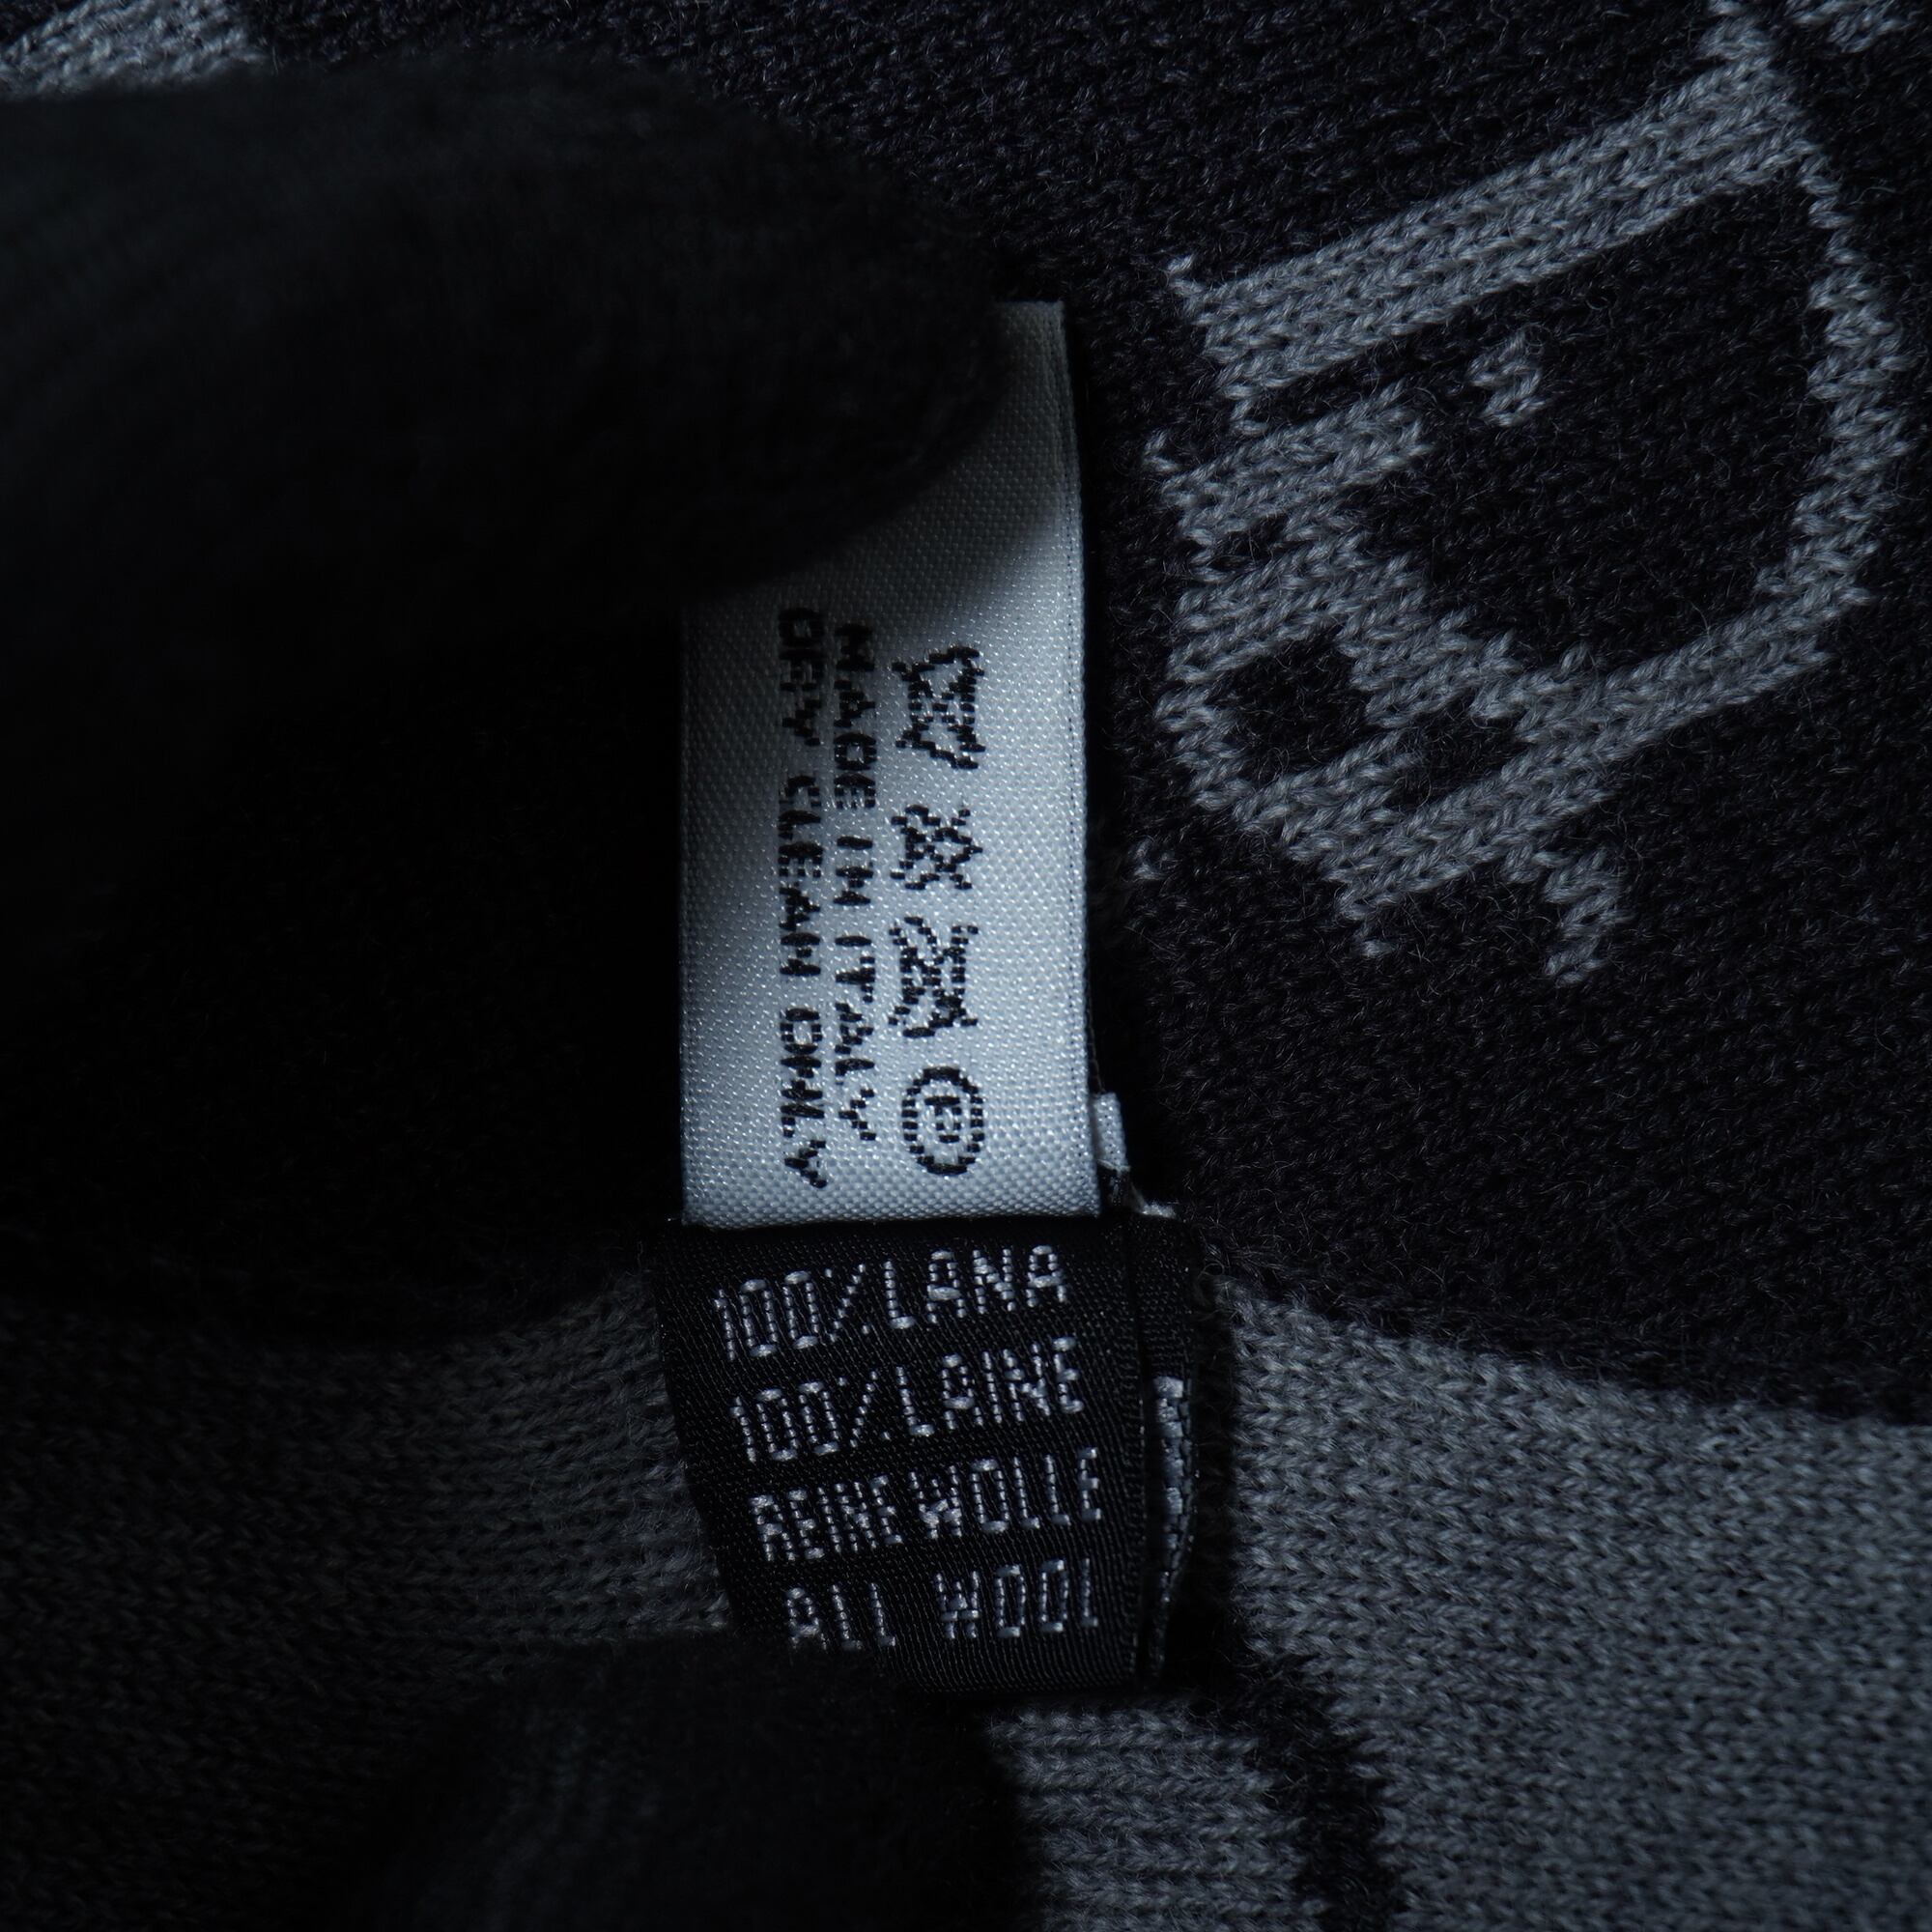 Ⓟ
MADE IN ITALY
DRY CLEAN ONLY
100% LANA
100% LAINE
REINE WOLLE
ALL WOOL